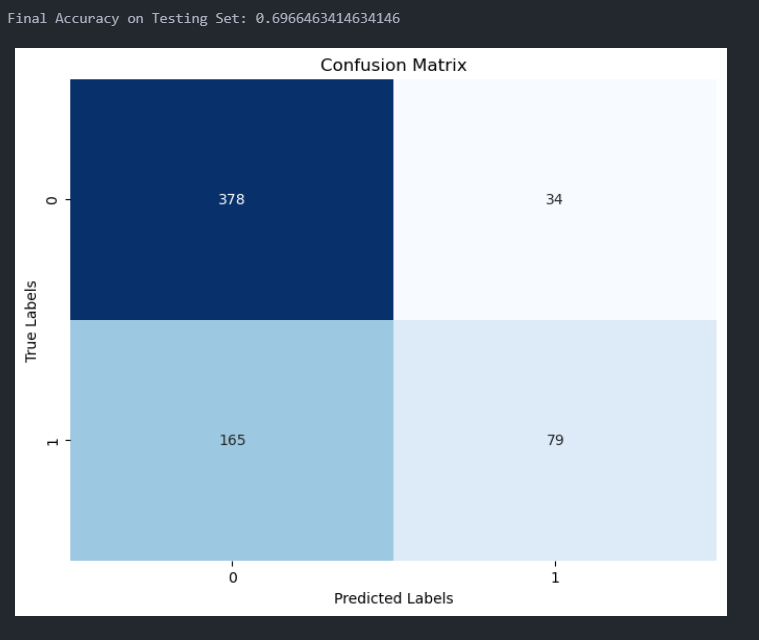 Final Accuracy on Testing Set: 0.6966463414634146
Confusion Matrix
0
378
34
True Labels
1
165
79
0
1
Predicted Labels